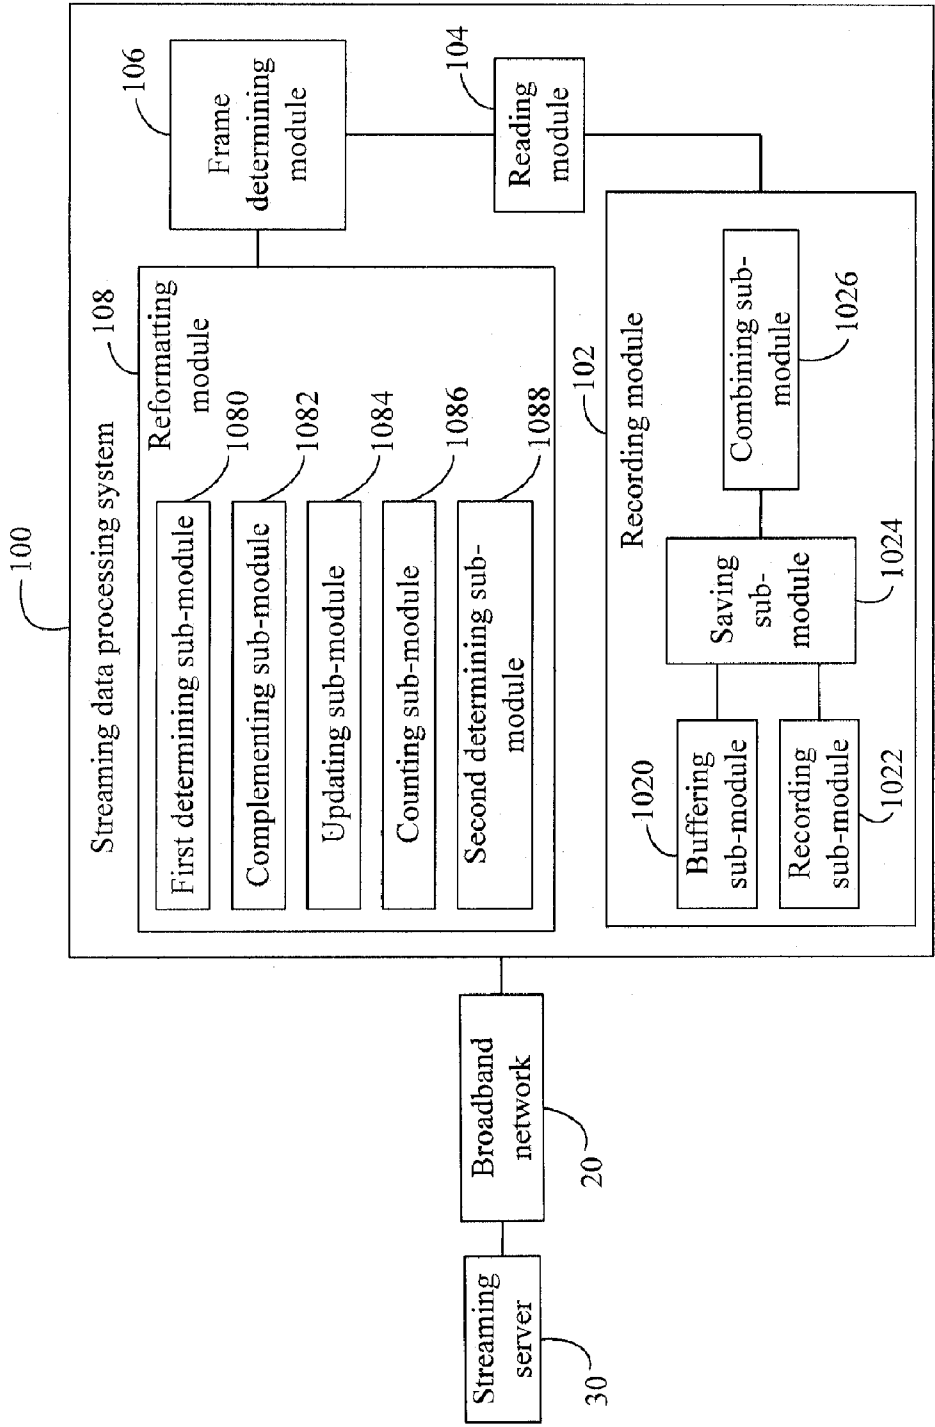 100
Streaming data processing system
108
Reformatting
module
First determining sub-module
1080
Complementing sub-module
1082
Updating sub-module
1084
Counting sub-module
1086
Second determining sub-
module
1088
106
Frame
determining
module
104
Reading
module
102
Recording module
1020
Buffering
sub-module
Recording
sub-module
1022
Saving
sub-
module
1024
Combining sub-
module
1026
Broadband
network
20
Streaming
server
30